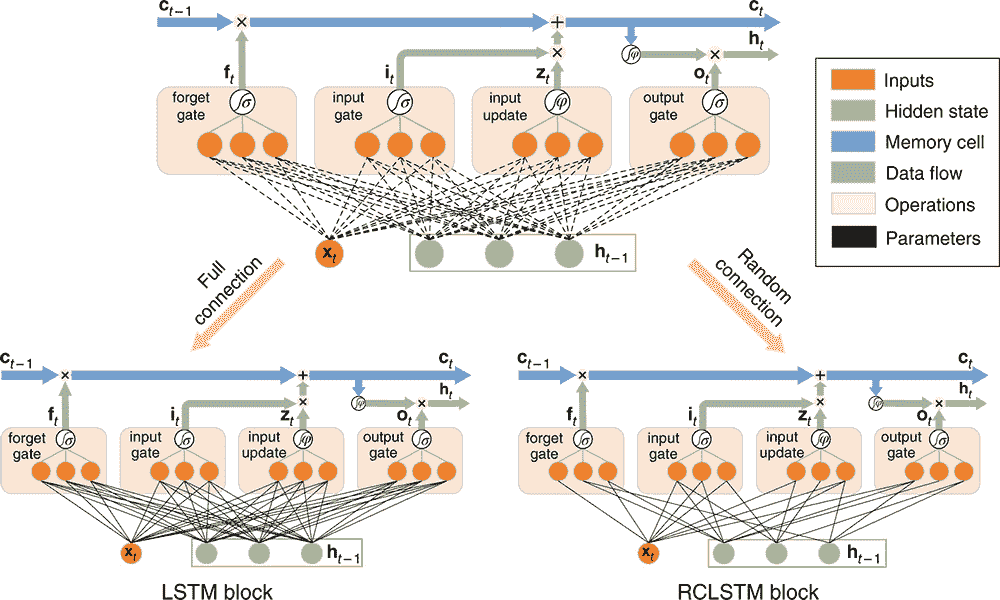 c_{t−1}
c_t
h_t
×
+
×
×
∫φ
f_t
i_t
z_t
o_t
forget
gate
∫σ
input
gate
∫σ
input
update
∫φ
output
gate
∫σ
x_t
h_{t−1}
Inputs
Hidden state
Memory cell
Data flow
Operations
Parameters
Full
connection
Random
connection
c_{t−1}
c_t
h_t
×
+
×
×
∫φ
f_t
i_t
z_t
o_t
forget
gate
∫σ
input
gate
∫σ
input
update
∫φ
output
gate
∫σ
x_t
h_{t−1}
LSTM block
c_{t−1}
c_t
h_t
×
+
×
×
∫φ
f_t
i_t
z_t
o_t
forget
gate
∫σ
input
gate
∫σ
input
update
∫φ
output
gate
∫σ
x_t
h_{t−1}
RCLSTM block